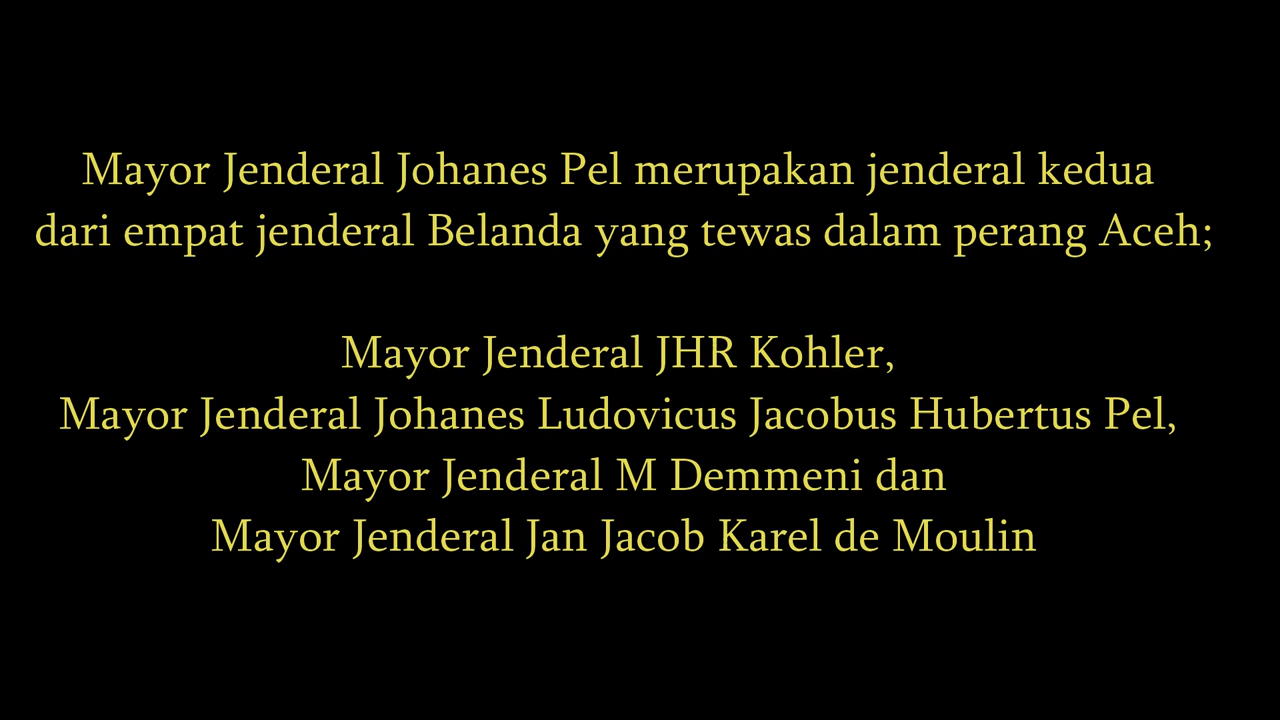 Mayor Jenderal Johanes Pel merupakan jenderal kedua
dari empat jenderal Belanda yang tewas dalam perang Aceh;
Mayor Jenderal JHR Kohler,
Mayor Jenderal Johanes Ludovicus Jacobus Hubertus Pel,
Mayor Jenderal M Demmeni dan
Mayor Jenderal Jan Jacob Karel de Moulin